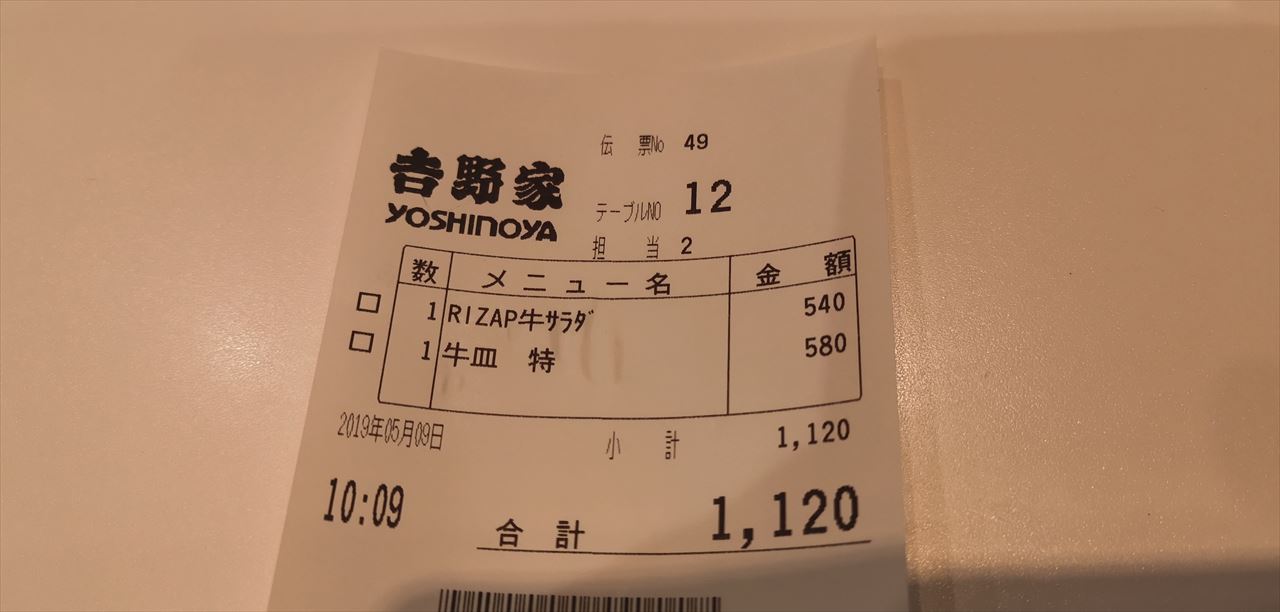 伝 票No 49
吉野家
YOSHINOYA
テーブルNO 12
担 当 2
数 メニュー名 金 額
1 RIZAP牛ｻﾗﾀﾞ 540
1 牛皿 特 580
2019年05月09日 小 計 1,120
10:09 合 計 1,120